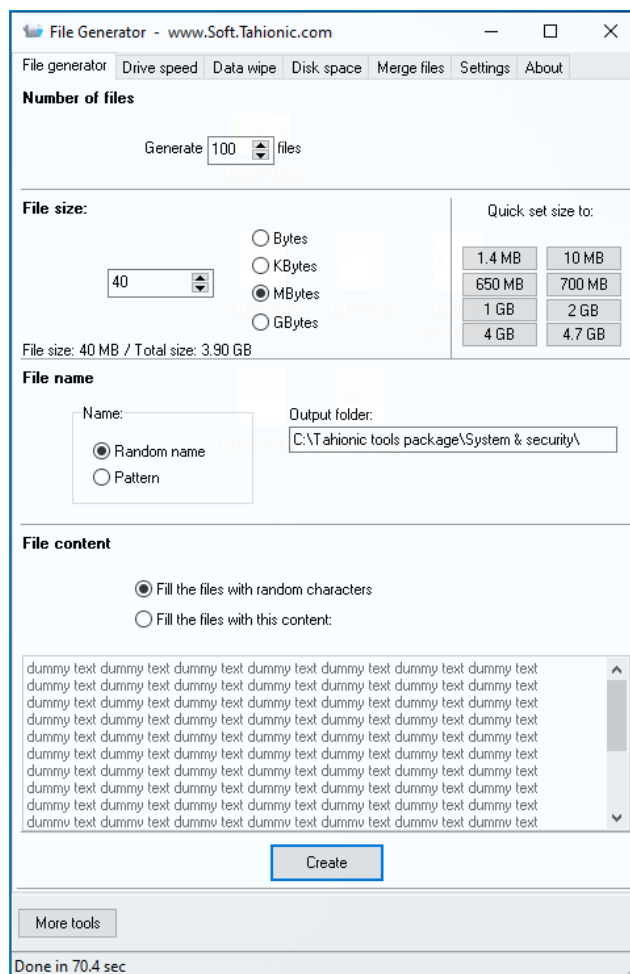 File Generator - www.Soft.Tahionic.com
File generator Drive speed Data wipe Disk space Merge files Settings About
Number of files
Generate 100 files
File size:
Quick set size to:
Bytes
1.4 MB 10 MB
KBytes
40
650 MB 700 MB
MBytes
1 GB 2 GB
GBytes
4 GB 4.7 GB
File size: 40 MB / Total size: 3.90 GB
File name
Name:
Output folder:
Random name
C:\Tahionic tools package\System & security\
Pattern
File content
Fill the files with random characters
Fill the files with this content:
dummy text dummy text dummy text dummy text dummy text dummy text dummy text
dummy text dummy text dummy text dummy text dummy text dummy text dummy text
dummy text dummy text dummy text dummy text dummy text dummy text dummy text
dummy text dummy text dummy text dummy text dummy text dummy text dummy text
dummy text dummy text dummy text dummy text dummy text dummy text dummy text
dummy text dummy text dummy text dummy text dummy text dummy text dummy text
dummy text dummy text dummy text dummy text dummy text dummy text dummy text
dummy text dummy text dummy text dummy text dummy text dummy text dummy text
dummy text dummy text dummy text dummy text dummy text dummy text dummy text
dummy text dummy text dummy text dummy text dummy text dummy text dummy text
Create
More tools
Done in 70.4 sec